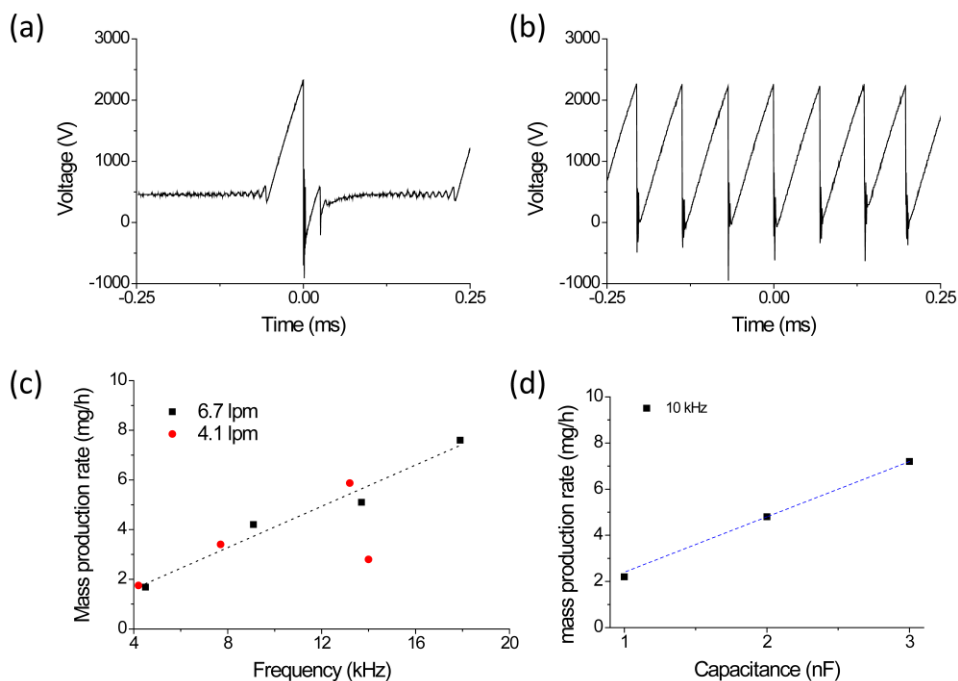 (a)
3000
2000
1000
0
-1000
Voltage (V)
-0.25
0.00
0.25
Time (ms)
(b)
3000
2000
1000
0
-1000
Voltage (V)
-0.25
0.00
0.25
Time (ms)
(c)
10
8
6
4
2
0
Mass production rate (mg/h)
6.7 lpm
4.1 lpm
4
8
12
16
20
Frequency (kHz)
(d)
10
8
6
4
2
0
mass production rate (mg/h)
10 kHz
1
2
3
Capacitance (nF)